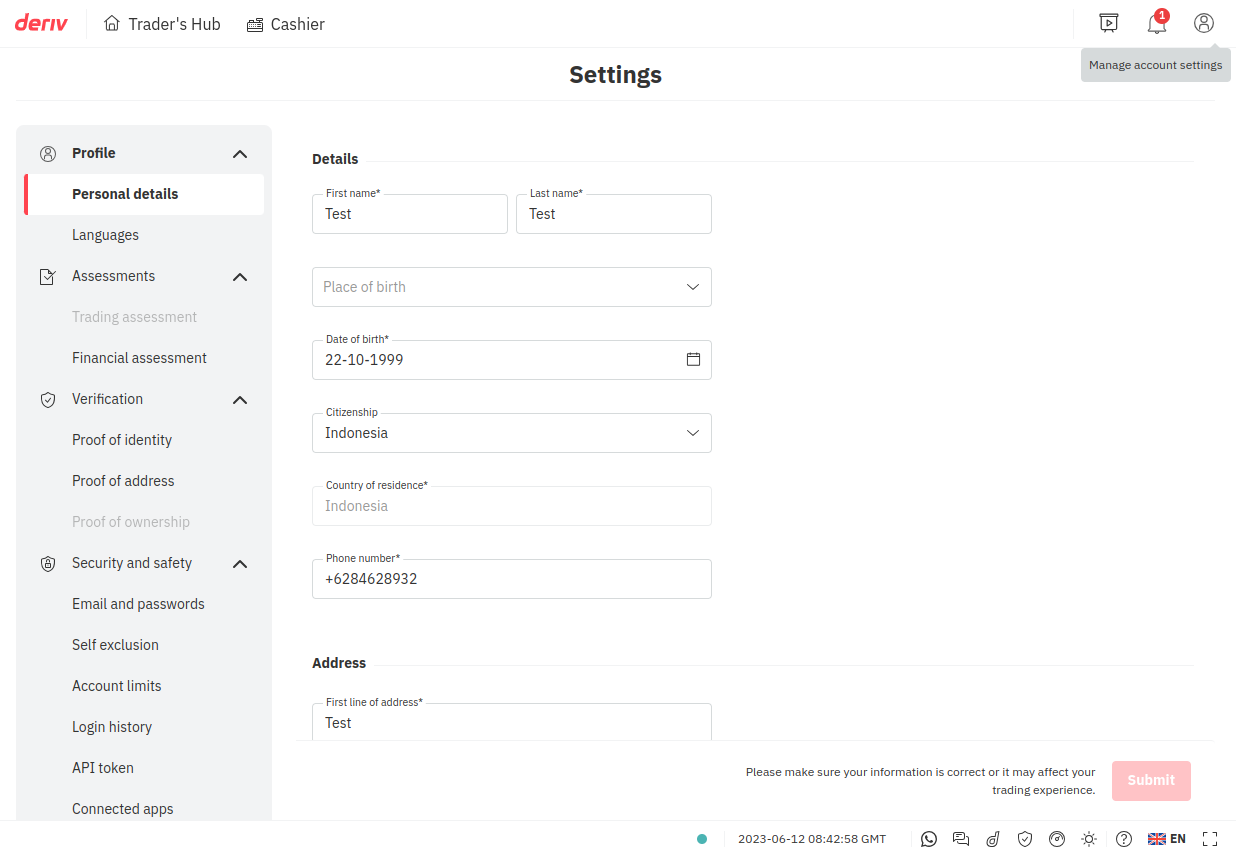 deriv
Trader's Hub
Cashier
1
Manage account settings
Settings
Profile
Personal details
Languages
Assessments
Trading assessment
Financial assessment
Verification
Proof of identity
Proof of address
Proof of ownership
Security and safety
Email and passwords
Self exclusion
Account limits
Login history
API token
Connected apps
Details
First name*
Test
Last name*
Test
Place of birth
Date of birth*
22-10-1999
Citizenship
Indonesia
Country of residence*
Indonesia
Phone number*
+6284628932
Address
First line of address*
Test
Please make sure your information is correct or it may affect your
trading experience.
Submit
2023-06-12 08:42:58 GMT
EN